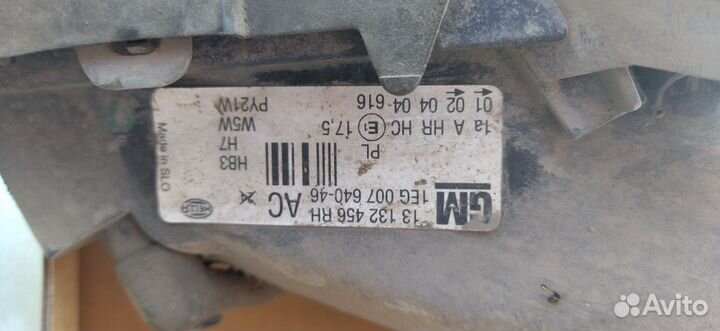 GM
13 132 456 RH
1EG 007 640-46
AC
PL
HB3
H7
W5W
PY21W
1a A HR HC E1 17,5
01 02 04 04 616
HELLA
Made in SLO
Avito